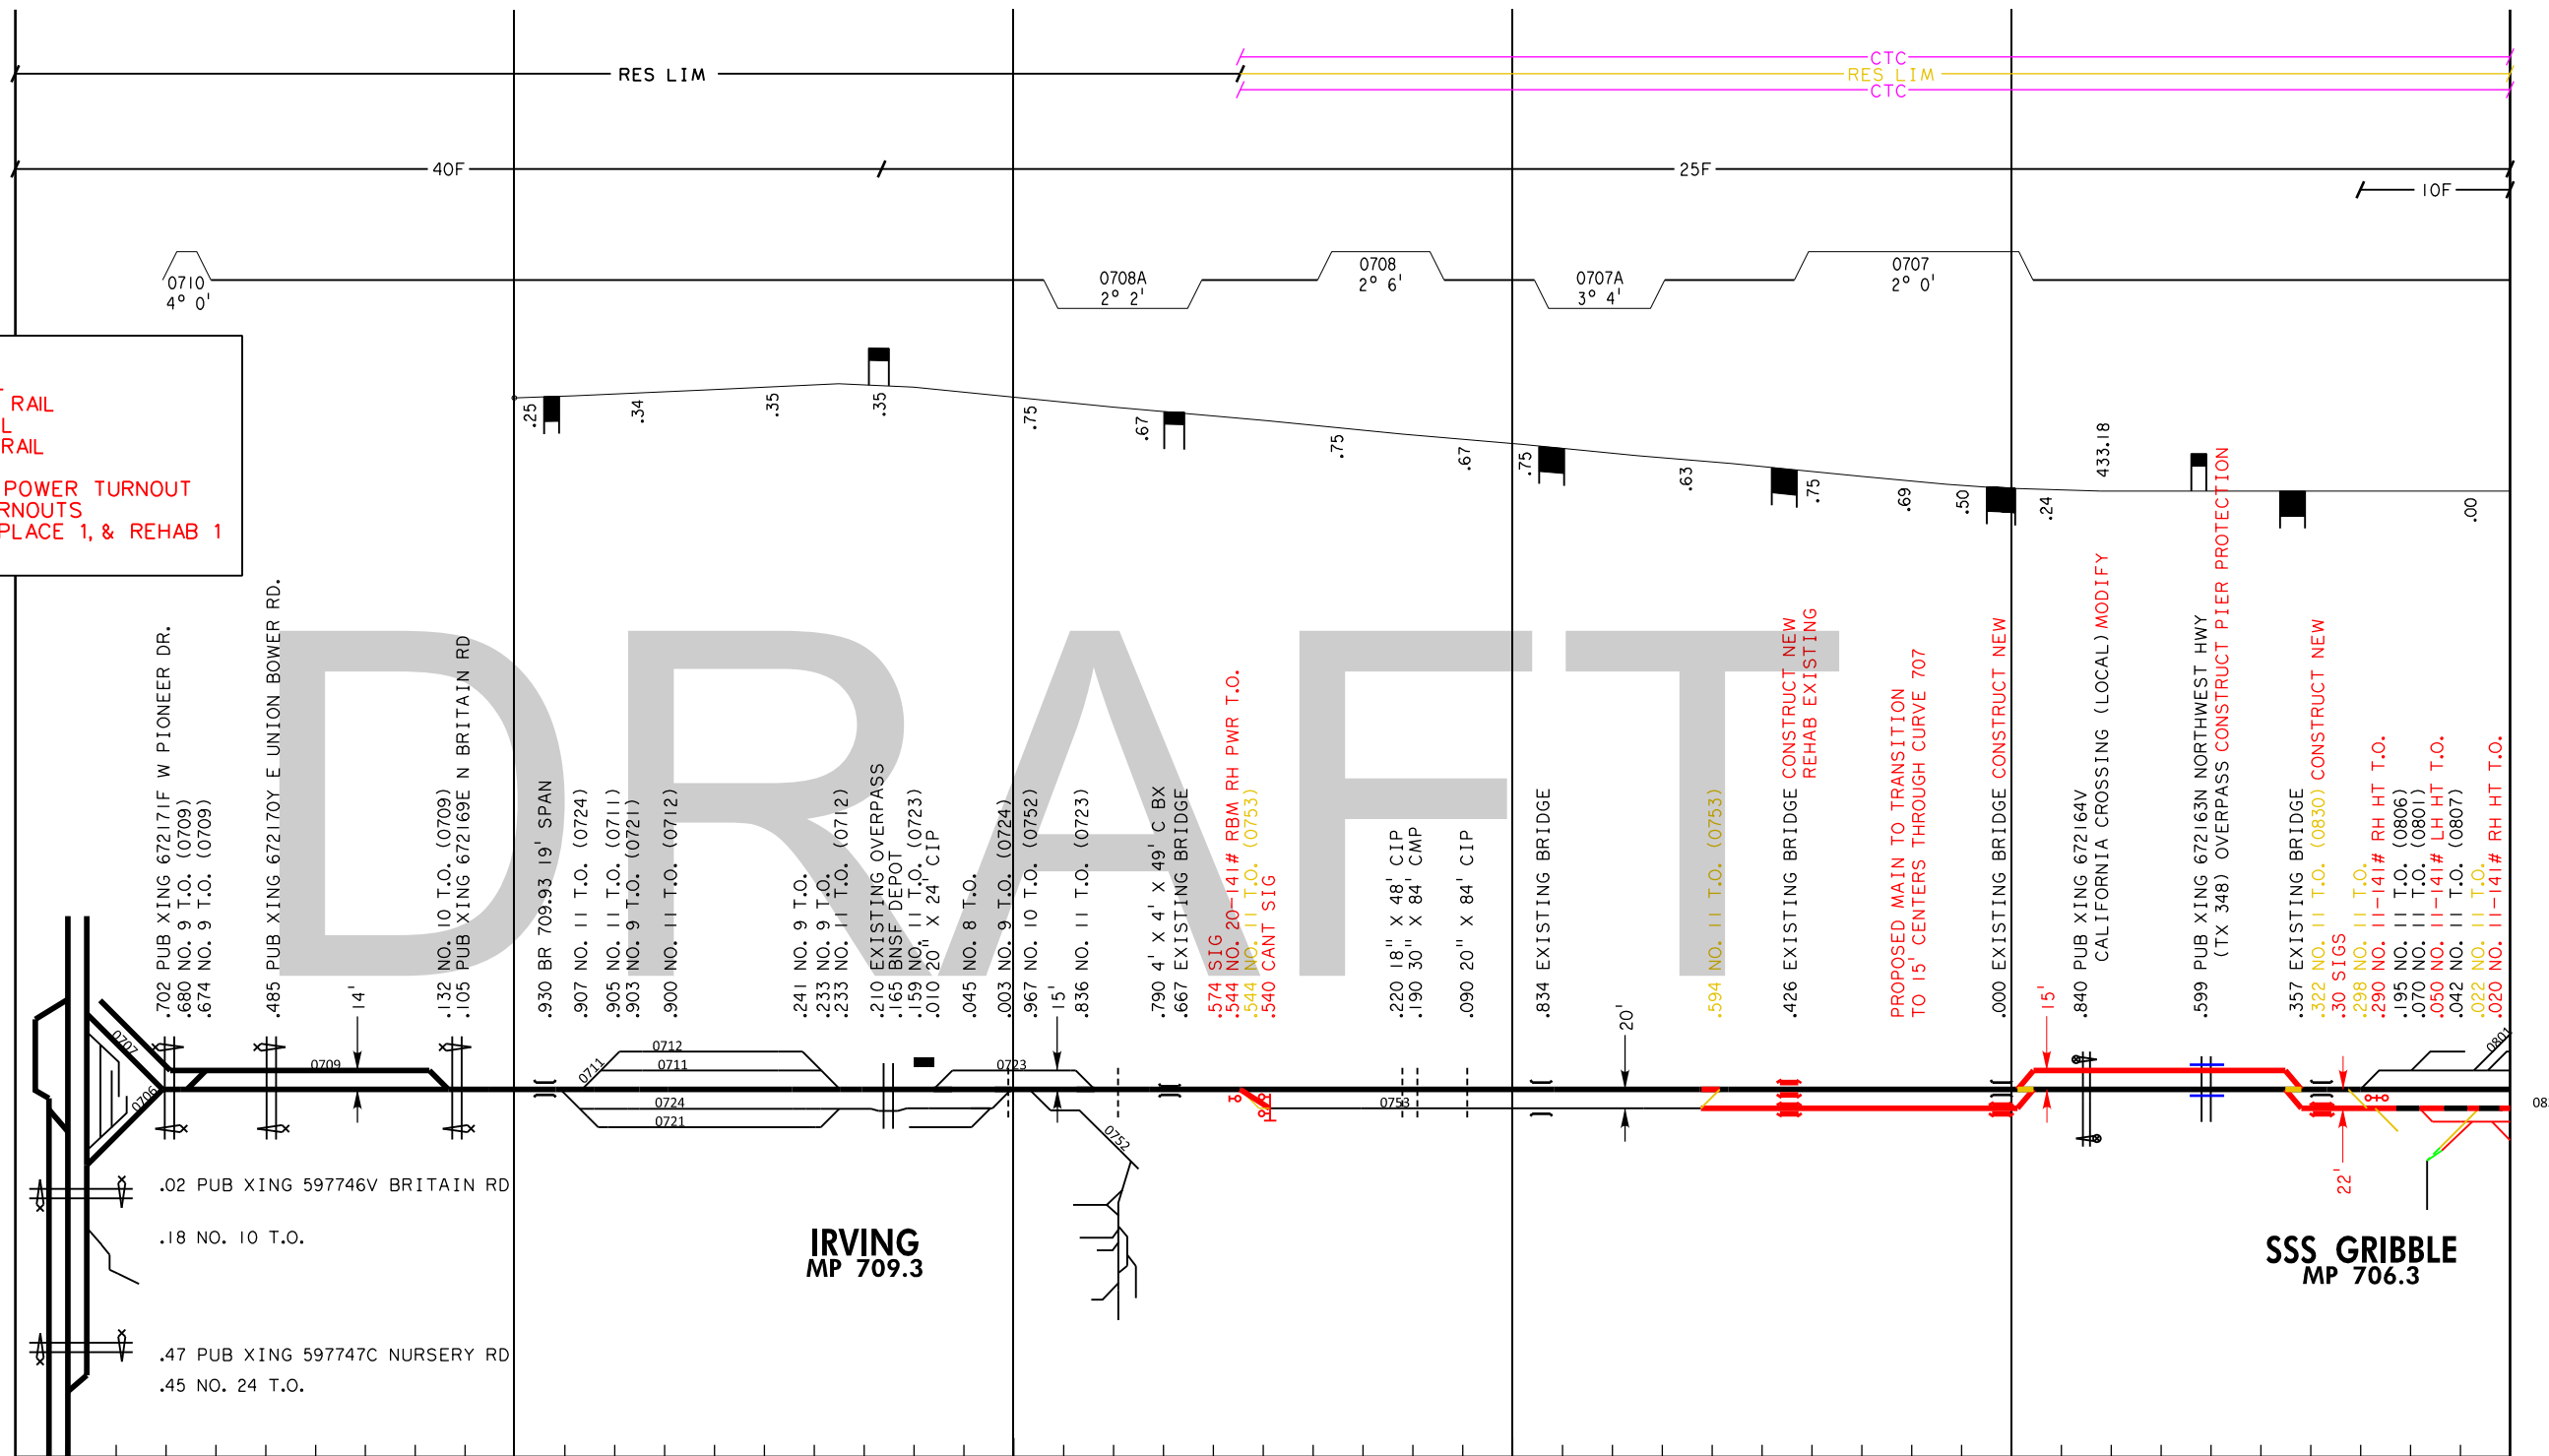 CTC
RES LIM
RES LIM
CTC
40F
25F
10F
0710
4° 0'
0708A
2° 2'
0708
2° 6'
0707A
3° 4'
0707
2° 0'
RAIL
RAIL
POWER TURNOUT
RNOUTS
PLACE 1, & REHAB 1
.25
.34
.35
.35
.75
.67
.75
.67
.75
.63
.75
.69
.50
.24
433.18
.00
DRAFT
.702 PUB XING 672171F W PIONEER DR.
.680 NO. 9 T.O. (0709)
.674 NO. 9 T.O. (0709)
.485 PUB XING 672170Y E UNION BOWER RD.
14'
.132 NO. 10 T.O. (0709)
.105 PUB XING 672169E N BRITAIN RD
.930 BR 709.93 19' SPAN
.907 NO. 11 T.O. (0724)
.905 NO. 11 T.O. (0711)
.903 NO. 9 T.O. (0721)
.900 NO. 11 T.O. (0712)
.241 NO. 9 T.O.
.233 NO. 9 T.O.
.233 NO. 11 T.O. (0712)
.210 EXISTING OVERPASS
.165 BNSF DEPOT
.159 NO. 11 T.O. (0723)
.010 20" X 24' CIP
.045 NO. 8 T.O.
.003 NO. 9 T.O. (0724)
.967 NO. 10 T.O. (0752)
15'
.836 NO. 11 T.O. (0723)
.790 4' X 4' X 49' C BX
.667 EXISTING BRIDGE
.574 SIG
.544 NO. 20-141# RBM RH PWR T.O.
.544 NO. 11 T.O. (0753)
.540 CANT SIG
.220 18" X 48' CIP
.190 30" X 84' CMP
.090 20" X 84' CIP
.834 EXISTING BRIDGE
20'
.594 NO. 11 T.O. (0753)
.426 EXISTING BRIDGE CONSTRUCT NEW
REHAB EXISTING
PROPOSED MAIN TO TRANSITION
TO 15' CENTERS THROUGH CURVE 707
.000 EXISTING BRIDGE CONSTRUCT NEW
15'
.840 PUB XING 672164V
CALIFORNIA CROSSING (LOCAL) MODIFY
.599 PUB XING 672163N NORTHWEST HWY
(TX 348) OVERPASS CONSTRUCT PIER PROTECTION
.357 EXISTING BRIDGE
.322 NO. 11 T.O. (0830) CONSTRUCT NEW
.30 SIGS
.298 NO. 11 T.O.
.290 NO. 11-141# RH HT T.O.
.195 NO. 11 T.O. (0806)
.070 NO. 11 T.O. (0801)
.050 NO. 11-141# LH HT T.O.
.042 NO. 11 T.O. (0807)
.022 NO. 11 T.O.
.020 NO. 11-141# RH HT T.O.
0707
0706
0709
0711
0712
0711
0724
0721
0723
0752
0753
0801
22'
.02 PUB XING 597746V BRITAIN RD
.18 NO. 10 T.O.
.47 PUB XING 597747C NURSERY RD
.45 NO. 24 T.O.
IRVING
MP 709.3
SSS GRIBBLE
MP 706.3